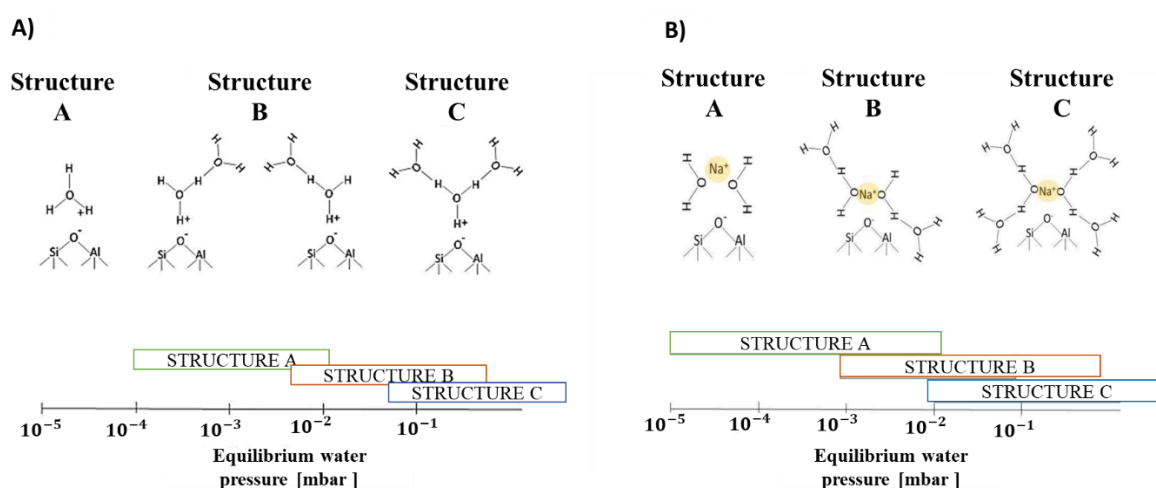 A)
Structure A
Structure B
Structure C
H
H
O
H
+
O⁻
Si
Al
H
O
H
H
O
H
H⁺
O⁻
Si
Al
H
O
H
H
O
H
H⁺
O⁻
Si
Al
H
O
H
H
O
H
H
O
H
H⁺
O⁻
Si
Al
STRUCTURE A
STRUCTURE B
STRUCTURE C
10⁻⁵
10⁻⁴
10⁻³
10⁻²
10⁻¹
Equilibrium water
pressure [mbar ]
B)
Structure
A
Structure
B
Structure
C
H
H
Na⁺
O
O
H
H
O⁻
Si
Al
H
O
H
H
H
O
Na⁺
O
H
H
O
H
H
O⁻
Si
Al
H
O
H
H
O
H
H
H
O
Na⁺
O
H
H
O
H
H
O
H
H
O⁻
Si
Al
STRUCTURE A
STRUCTURE B
STRUCTURE C
10⁻⁵
10⁻⁴
10⁻³
10⁻²
10⁻¹
Equilibrium water
pressure [mbar ]